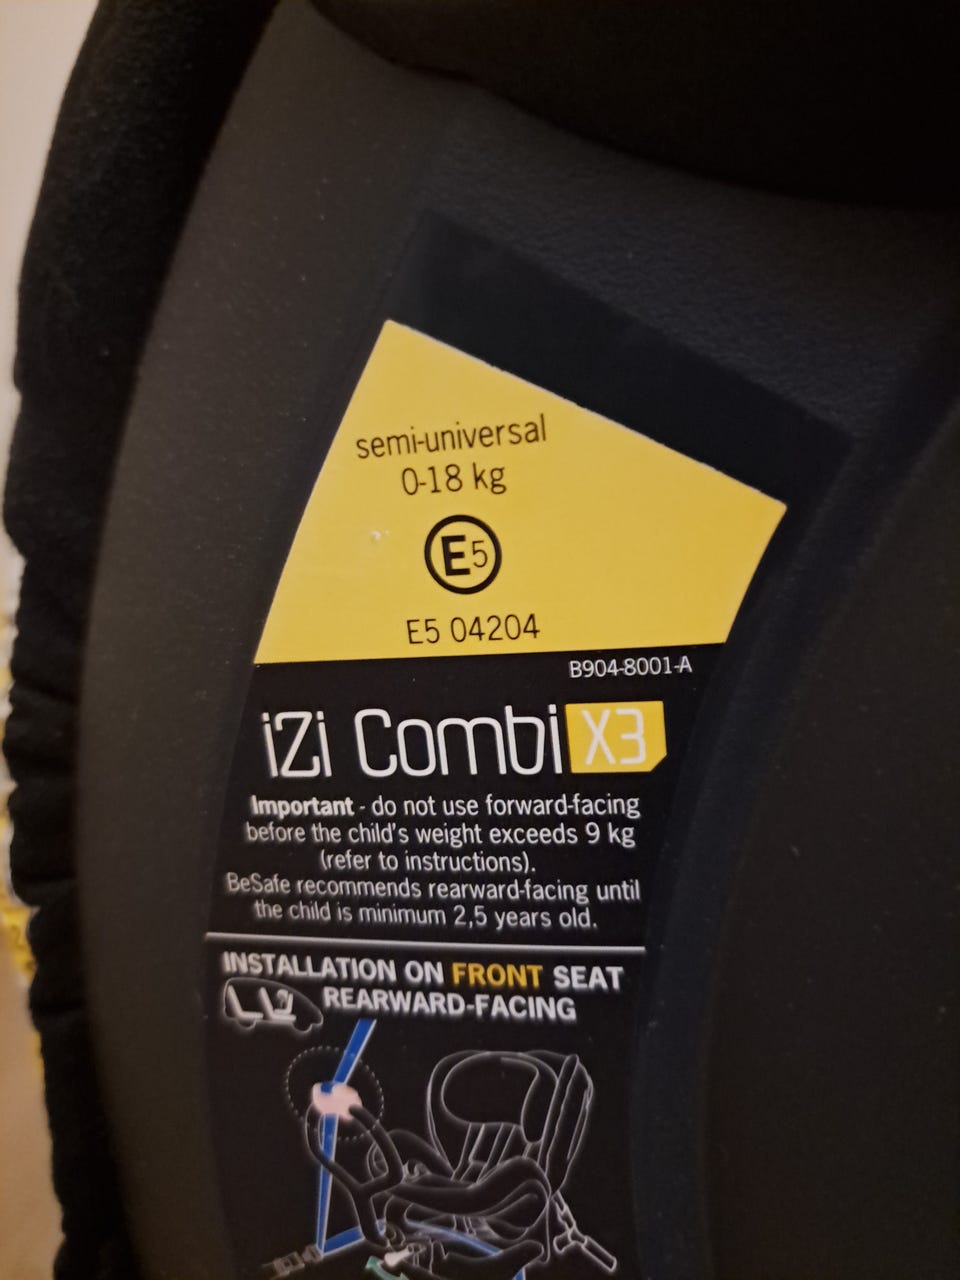 semi-universal
0-18 kg
E5
E5 04204
B904-8001-A
iZi Combi X3
Important - do not use forward-facing
before the child's weight exceeds 9 kg
(refer to instructions).
BeSafe recommends rearward-facing until
the child is minimum 2,5 years old.
INSTALLATION ON FRONT SEAT
REARWARD-FACING